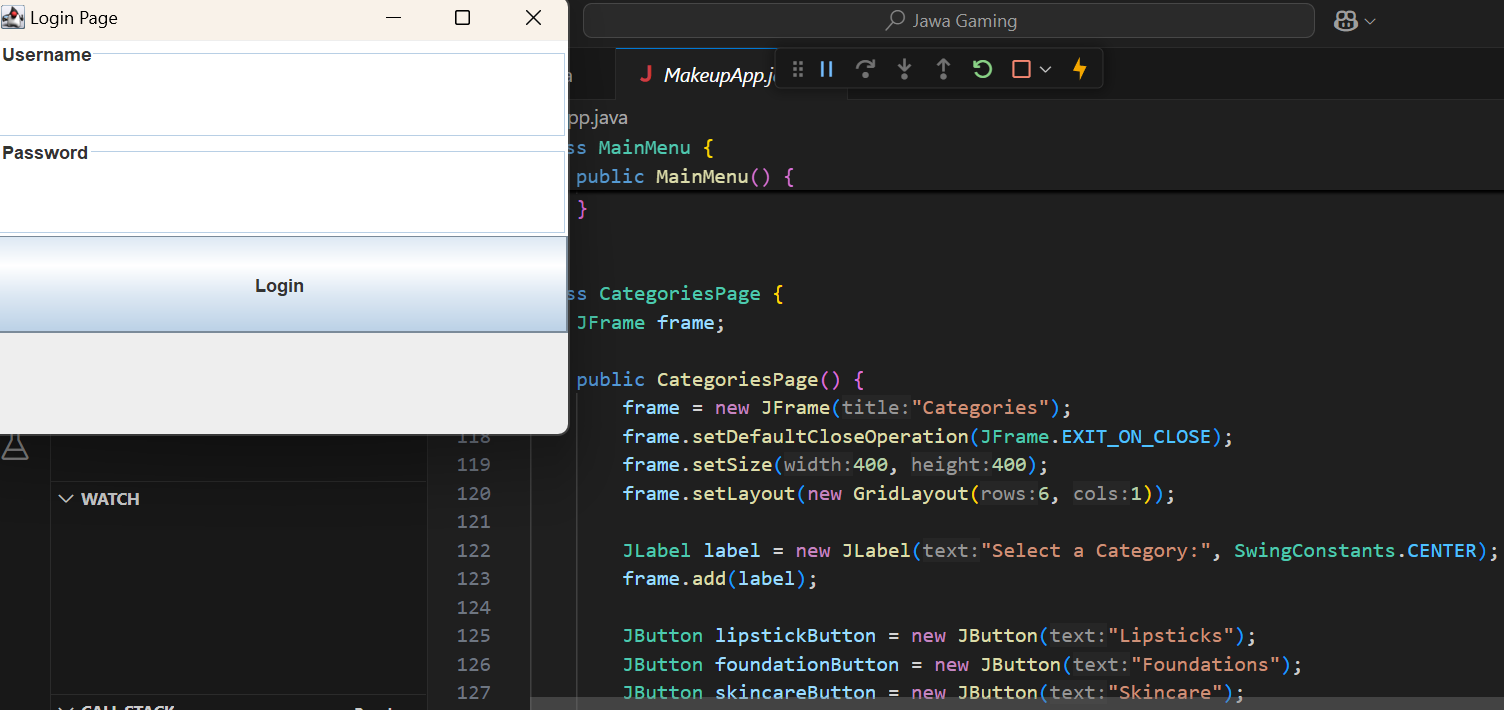 Login Page
Username
Password
Login
Jawa Gaming
MakeupApp.j
pp.java
ss MainMenu {
public MainMenu() {
}
ss CategoriesPage {
JFrame frame;
public CategoriesPage() {
frame = new JFrame(title:"Categories");
118 frame.setDefaultCloseOperation(JFrame.EXIT_ON_CLOSE);
119 frame.setSize(width:400, height:400);
120 frame.setLayout(new GridLayout(rows:6, cols:1));
121
122 JLabel label = new JLabel(text:"Select a Category:", SwingConstants.CENTER);
123 frame.add(label);
124
125 JButton lipstickButton = new JButton(text:"Lipsticks");
126 JButton foundationButton = new JButton(text:"Foundations");
127 JButton skincareButton = new JButton(text:"Skincare");
WATCH
CALL STACK